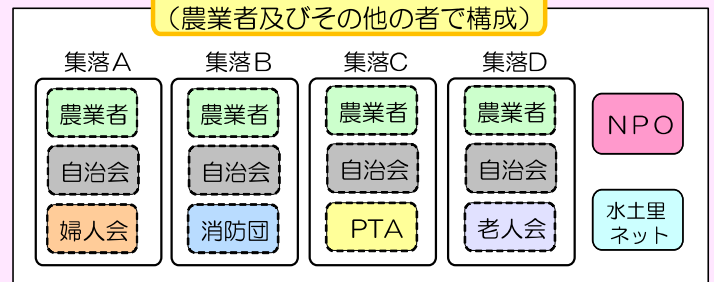 （農業者及びその他の者で構成）
集落A
農業者
自治会
婦人会
集落B
農業者
自治会
消防団
集落C
農業者
自治会
PTA
集落D
農業者
自治会
老人会
NPO
水土里
ネット